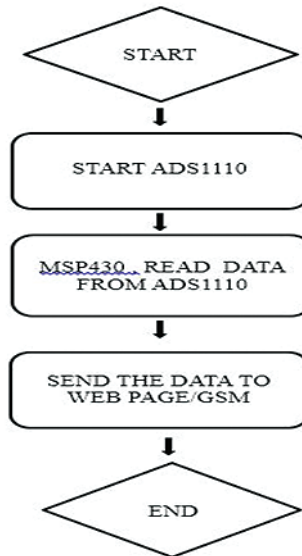 START
START ADS1110
MSP430 , READ DATA
FROM ADS1110
SEND THE DATA TO
WEB PAGE/GSM
END